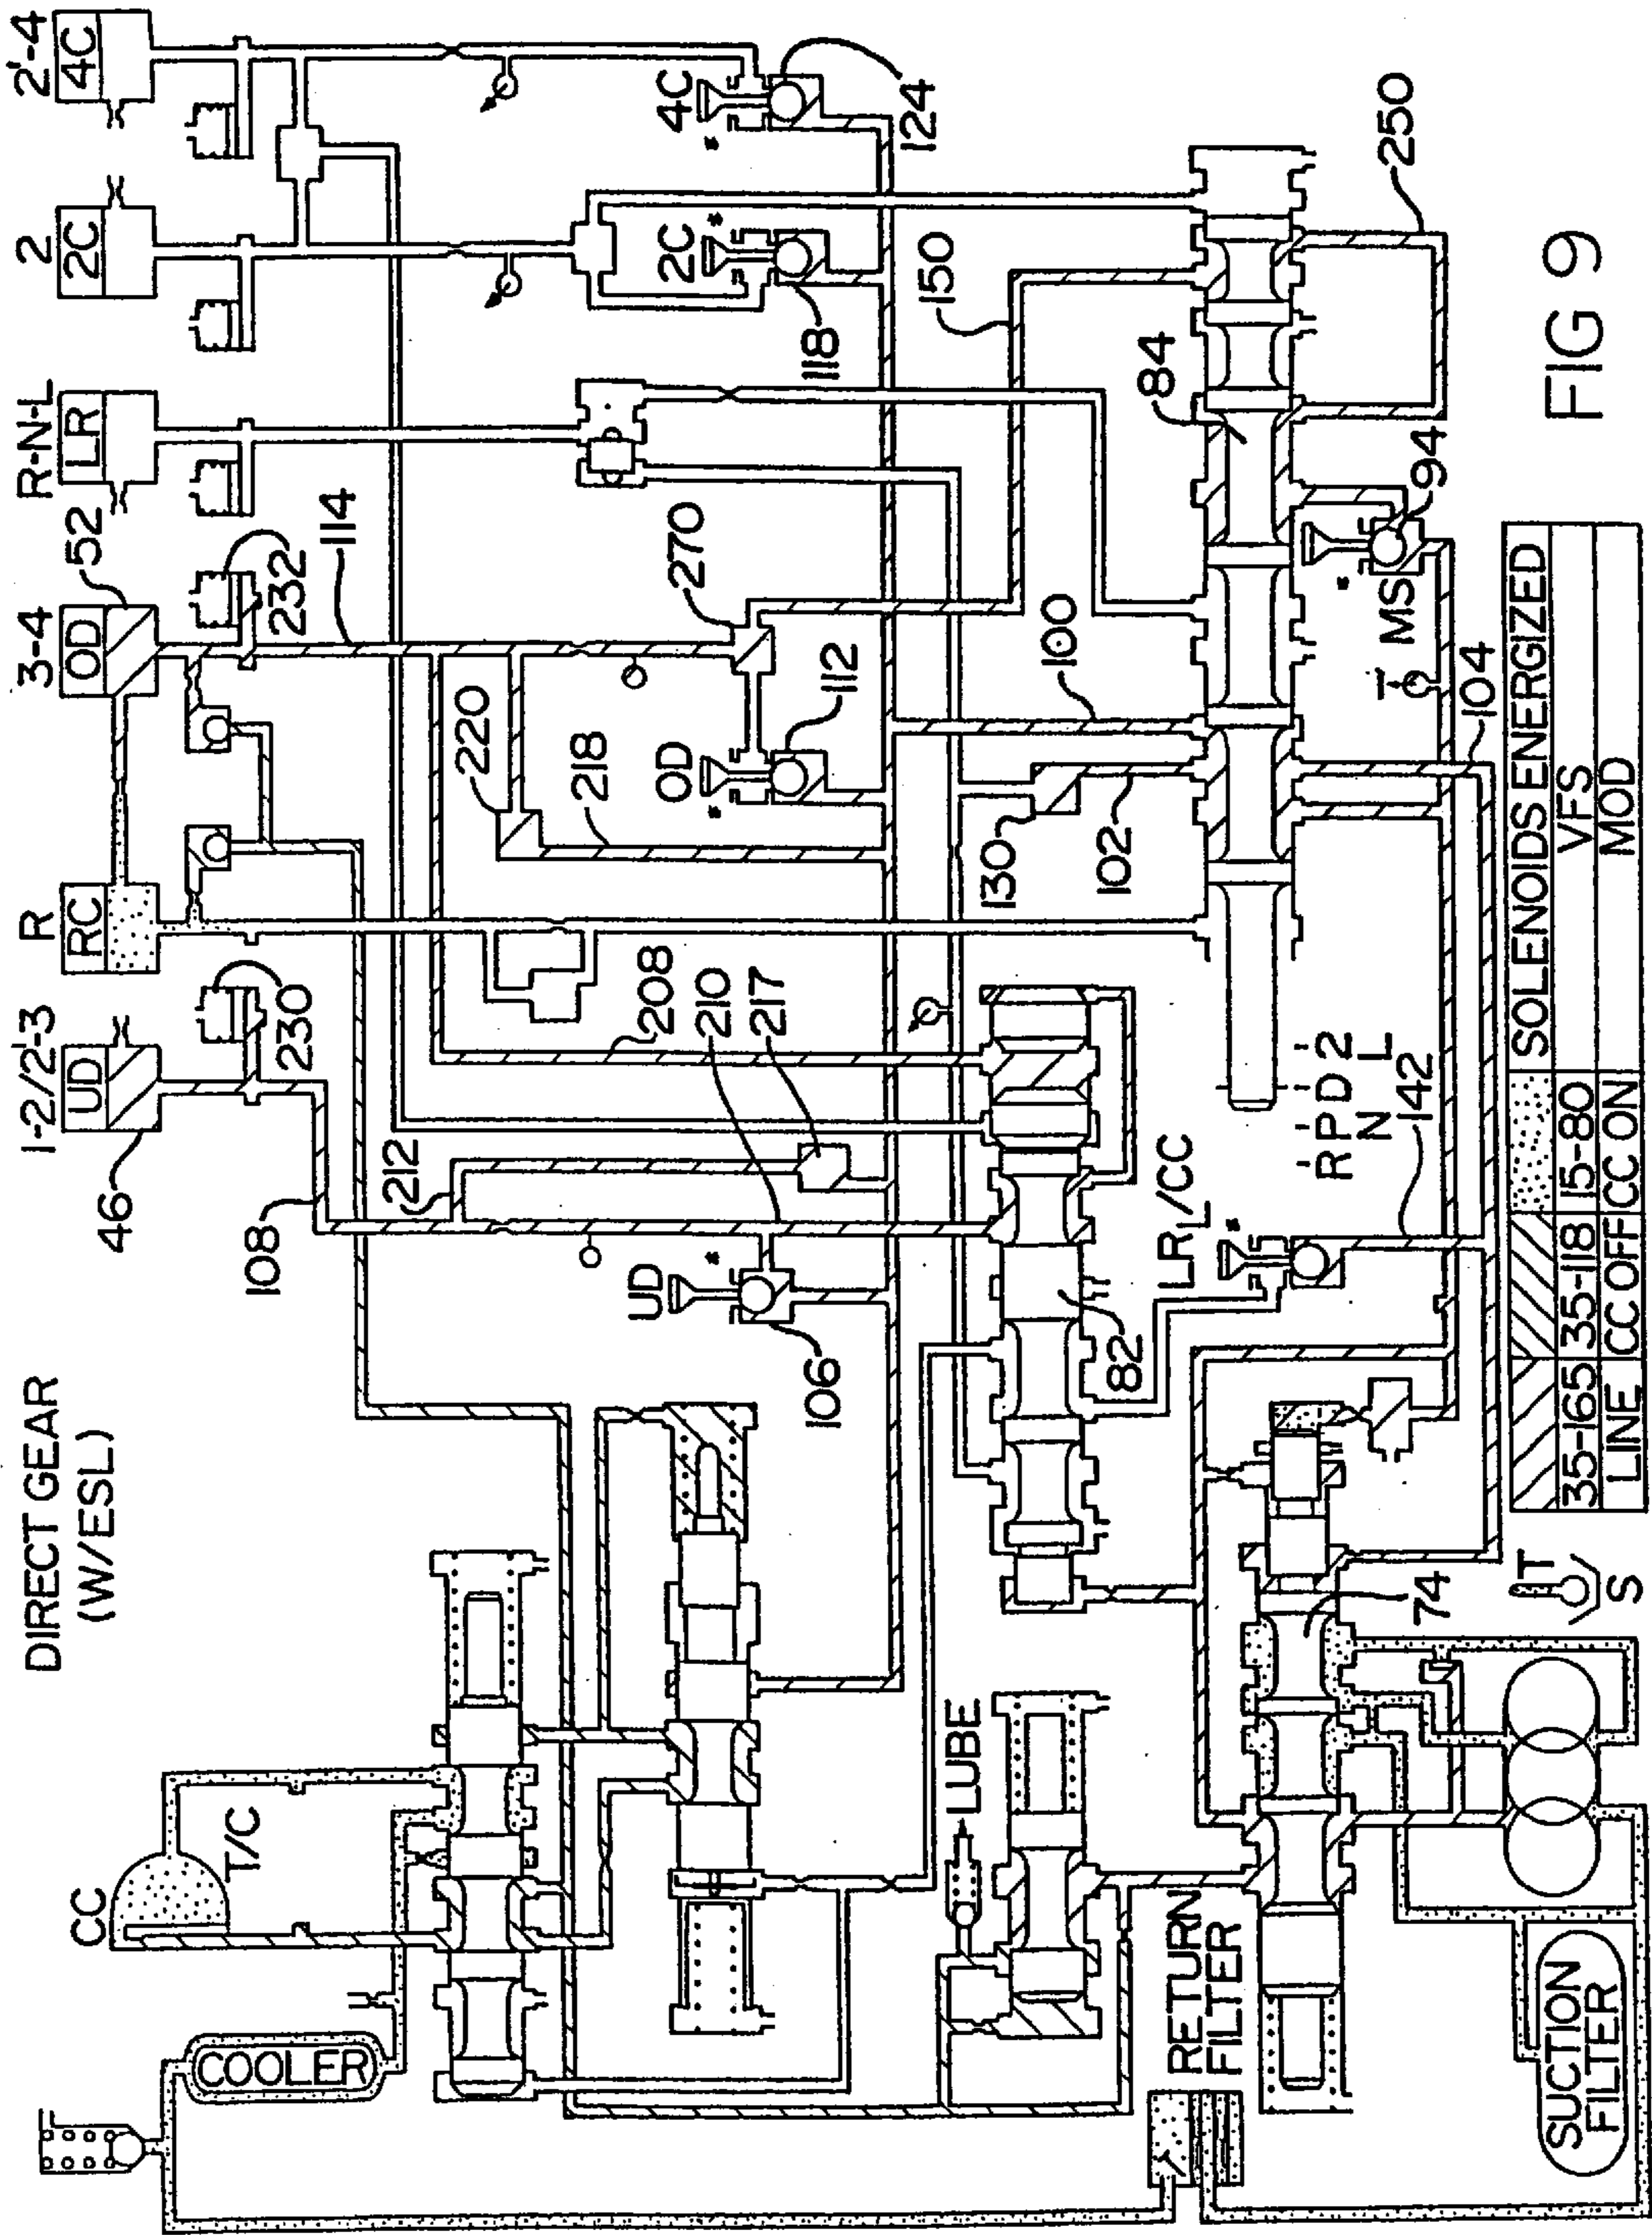 DIRECT GEAR
(W/ESL)
1-2/2'-3
R
3-4
R-N-L
2
2'-4
UD
RC
OD
LR
2C
4C
46
52
230
232
108
114
212
208
210
217
220
218
270
OD
112
2C
118
4C
124
UD
106
130
102
100
150
84
250
82
LR/CC
L
R P D 2
N L
142
MS
94
104
CC
T/C
COOLER
LUBE
RETURN
FILTER
SUCTION
FILTER
74
T
S
SOLENOIDS ENERGIZED
35-165 35-18 15-80 VFS
LINE CC OFF CC ON MOD
FIG 9